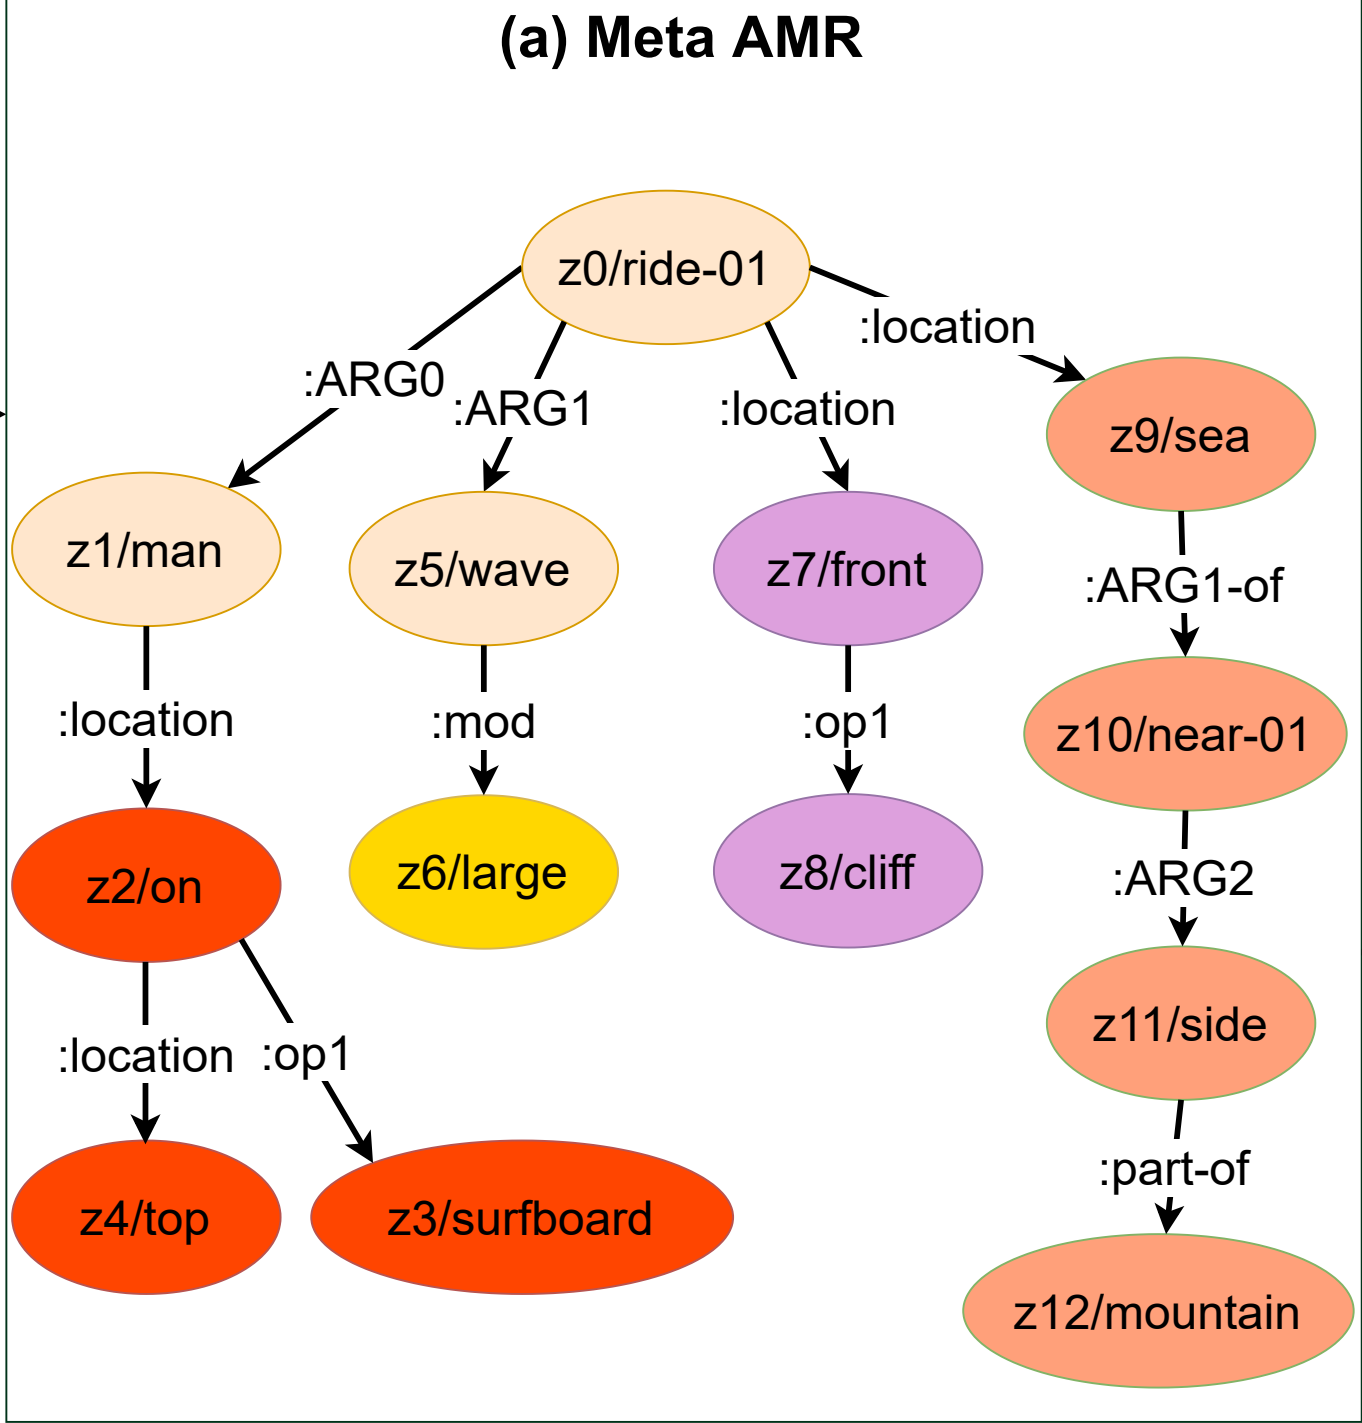 (a) Meta AMR
z0/ride-01
:location
:ARG0
:ARG1
:location
z9/sea
z1/man
z5/wave
z7/front
:ARG1-of
:location
:mod
:op1
z10/near-01
z2/on
z6/large
z8/cliff
:ARG2
z11/side
:location
:op1
:part-of
z4/top
z3/surfboard
z12/mountain